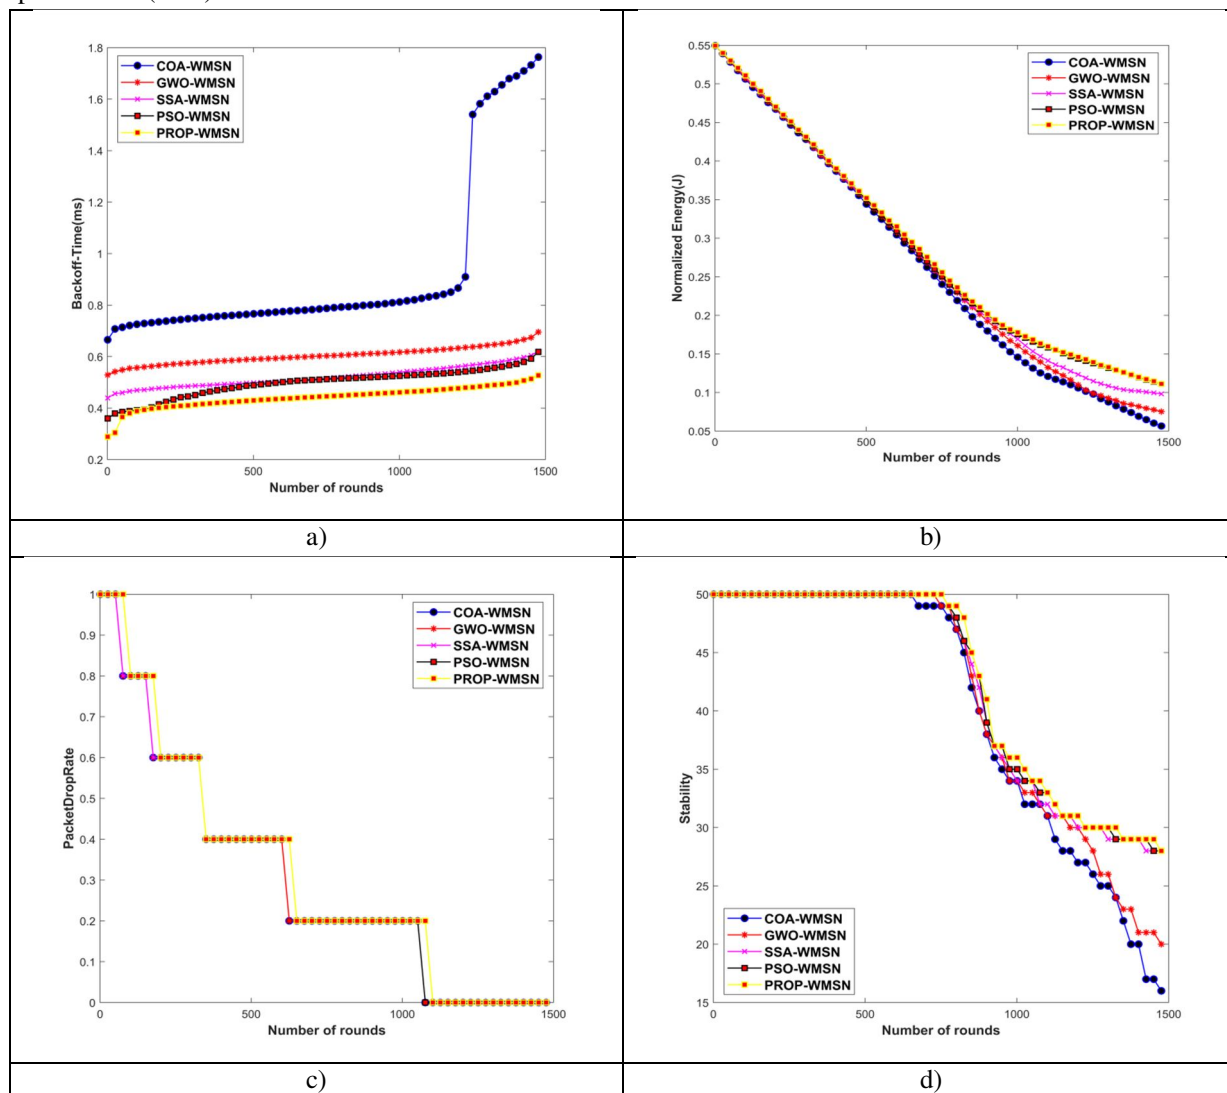 1.8
1.6
1.4
1.2
1
0.8
0.6
0.4
0.2
0
500
1000
1500
Backoff-Time(ms)
Number of rounds
COA-WMSN
GWO-WMSN
SSA-WMSN
PSO-WMSN
PROP-WMSN
0.55
0.5
0.45
0.4
0.35
0.3
0.25
0.2
0.15
0.1
0.05
0
500
1000
1500
Normalized Energy(J)
Number of rounds
COA-WMSN
GWO-WMSN
SSA-WMSN
PSO-WMSN
PROP-WMSN
a)
b)
1
0.9
0.8
0.7
0.6
0.5
0.4
0.3
0.2
0.1
0
0
500
1000
1500
PacketDropRate
Number of rounds
COA-WMSN
GWO-WMSN
SSA-WMSN
PSO-WMSN
PROP-WMSN
50
45
40
35
30
25
20
15
0
500
1000
1500
Stability
Number of rounds
COA-WMSN
GWO-WMSN
SSA-WMSN
PSO-WMSN
PROP-WMSN
c)
d)